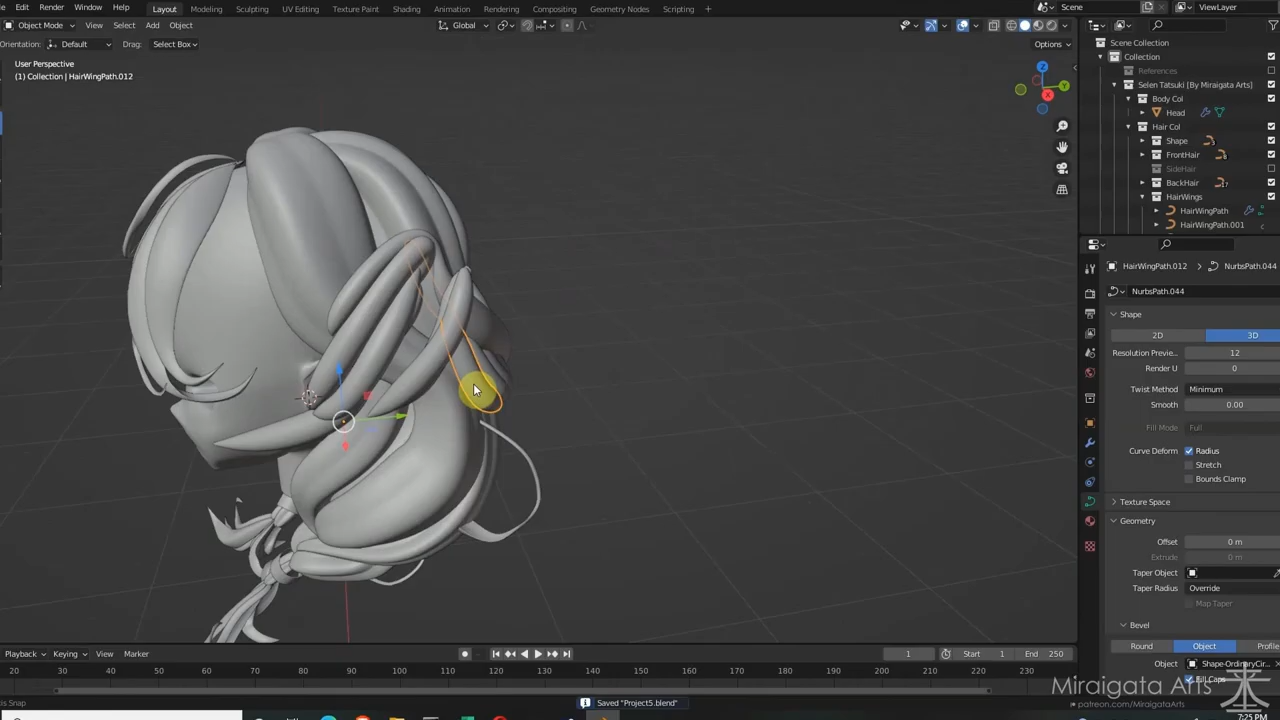 Edit Render Window Help Layout Modeling Sculpting UV Editing Texture Paint Shading Animation Rendering Compositing Geometry Nodes Scripting + Scene ViewLayer
Object Mode View Select Add Object Global
Orientation: Default Drag: Select Box Options
User Perspective
(1) Collection | HairWingPath.012
Scene Collection
Collection
References
Selen Tatsuki [By Miraigata Arts]
Body Col
Head
Hair Col
Shape
FrontHair
SideHair
BackHair
HairWings
HairWingPath
HairWingPath.001
HairWingPath.012 NurbsPath.044
NurbsPath.044
Shape
2D 3D
Resolution Previe.. 12
Render U 0
Twist Method Minimum
Smooth 0.00
Fill Mode Full
Curve Deform Radius
Stretch
Bounds Clamp
Texture Space
Geometry
Offset 0 m
Extrude 0 m
Taper Object
Taper Radius Override
Map Taper
Bevel
Round Object Profile
Object Shape-OrdinaryCir..
Fill Caps
Playback Keying View Marker 1 Start 1 End 250
20 30 40 50 60 70 80 90 100 110 120 130 140 150 160 170 180 190 200 210 220 230
is Snap Saved "Project5.blend"
Miraigata Arts
patreon.com/MiraigataArts
7:25 PM